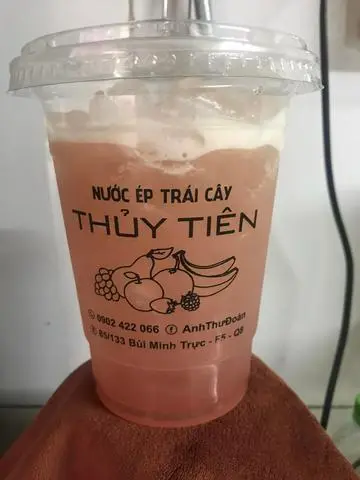 NƯỚC ÉP TRÁI CÂY
THỦY TIÊN
0902 422 066 AnhThưĐoàn
85/133 Bùi Minh Trực - F5 - Q8